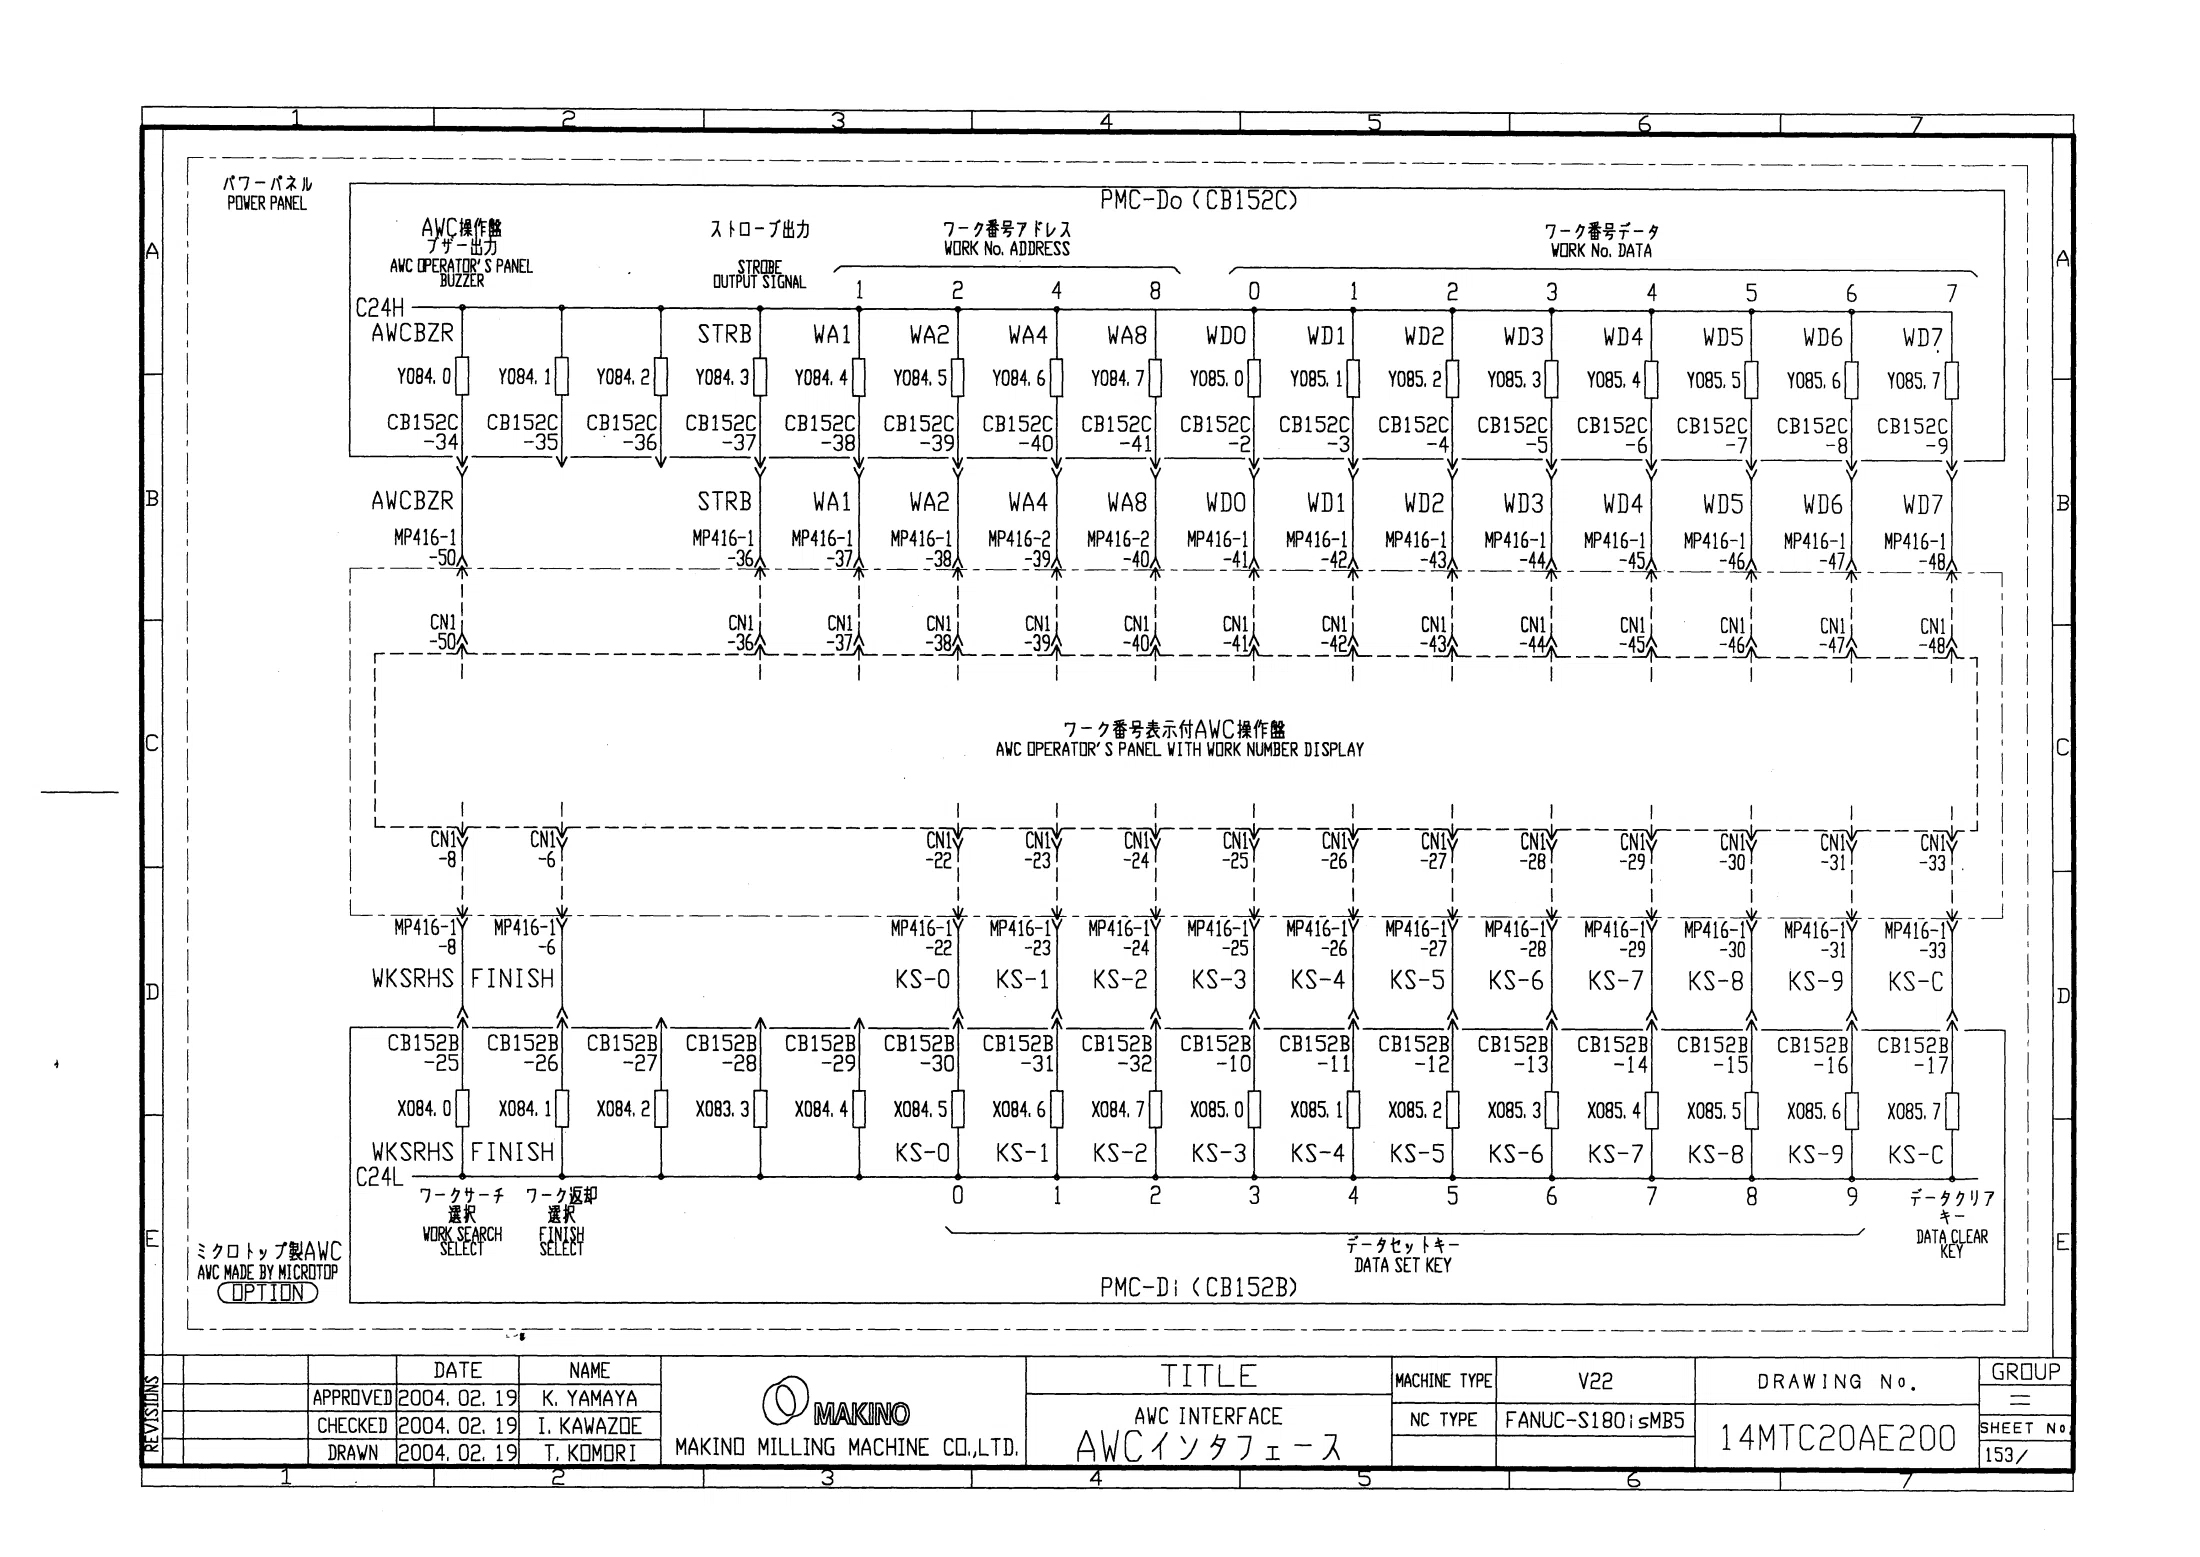 1 2 3 4 5 6 7
パワーパネル
POWER PANEL
PMC-Do (CB152C)
AWC操作盤
ブザー出力
AWC OPERATOR'S PANEL
BUZZER
ストローブ出力
STROBE
OUTPUT SIGNAL
ワーク番号アドレス
WORK No. ADDRESS
ワーク番号データ
WORK No. DATA
A A
1 2 4 8 0 1 2 3 4 5 6 7
C24H
AWCBZR STRB WA1 WA2 WA4 WA8 WD0 WD1 WD2 WD3 WD4 WD5 WD6 WD7
Y084.0 Y084.1 Y084.2 Y084.3 Y084.4 Y084.5 Y084.6 Y084.7 Y085.0 Y085.1 Y085.2 Y085.3 Y085.4 Y085.5 Y085.6 Y085.7
CB152C CB152C CB152C CB152C CB152C CB152C CB152C CB152C CB152C CB152C CB152C CB152C CB152C CB152C CB152C CB152C
-34 -35 -36 -37 -38 -39 -40 -41 -2 -3 -4 -5 -6 -7 -8 -9
B B
AWCBZR STRB WA1 WA2 WA4 WA8 WD0 WD1 WD2 WD3 WD4 WD5 WD6 WD7
MP416-1 MP416-1 MP416-1 MP416-1 MP416-2 MP416-2 MP416-1 MP416-1 MP416-1 MP416-1 MP416-1 MP416-1 MP416-1 MP416-1
-50 -36 -37 -38 -39 -40 -41 -42 -43 -44 -45 -46 -47 -48
CN1 CN1 CN1 CN1 CN1 CN1 CN1 CN1 CN1 CN1 CN1 CN1 CN1 CN1
-50 -36 -37 -38 -39 -40 -41 -42 -43 -44 -45 -46 -47 -48
C C
ワーク番号表示付AWC操作盤
AWC OPERATOR'S PANEL WITH WORK NUMBER DISPLAY
CN1 CN1 CN1 CN1 CN1 CN1 CN1 CN1 CN1 CN1 CN1 CN1 CN1
-8 -6 -22 -23 -24 -25 -26 -27 -28 -29 -30 -31 -33
MP416-1 MP416-1 MP416-1 MP416-1 MP416-1 MP416-1 MP416-1 MP416-1 MP416-1 MP416-1 MP416-1 MP416-1 MP416-1
-8 -6 -22 -23 -24 -25 -26 -27 -28 -29 -30 -31 -33
WKSRHS FINISH KS-0 KS-1 KS-2 KS-3 KS-4 KS-5 KS-6 KS-7 KS-8 KS-9 KS-C
D D
CB152B CB152B CB152B CB152B CB152B CB152B CB152B CB152B CB152B CB152B CB152B CB152B CB152B CB152B CB152B CB152B
-25 -26 -27 -28 -29 -30 -31 -32 -10 -11 -12 -13 -14 -15 -16 -17
X084.0 X084.1 X084.2 X083.3 X084.4 X084.5 X084.6 X084.7 X085.0 X085.1 X085.2 X085.3 X085.4 X085.5 X085.6 X085.7
WKSRHS FINISH KS-0 KS-1 KS-2 KS-3 KS-4 KS-5 KS-6 KS-7 KS-8 KS-9 KS-C
C24L
ワークサーチ
選択
WORK SEARCH
SELECT
ワーク返却
選択
FINISH
SELECT
0 1 2 3 4 5 6 7 8 9
データクリア
キー
DATA CLEAR
KEY
E E
データセットキー
DATA SET KEY
ミクロトップ製AWC
AWC MADE BY MICROTOP
OPTION
PMC-Di (CB152B)
REVISIONS
DATE NAME
APPROVED 2004.02.19 K. YAMAYA
CHECKED 2004.02.19 I. KAWAZOE
DRAWN 2004.02.19 T. KOMORI
MAKINO
MAKINO MILLING MACHINE CO.,LTD.
TITLE
AWC INTERFACE
AWCインタフェース
MACHINE TYPE V22
NC TYPE FANUC-S180isMB5
DRAWING No.
14MTC20AE200
GROUP
=
SHEET No.
153/
1 2 3 4 5 6 7